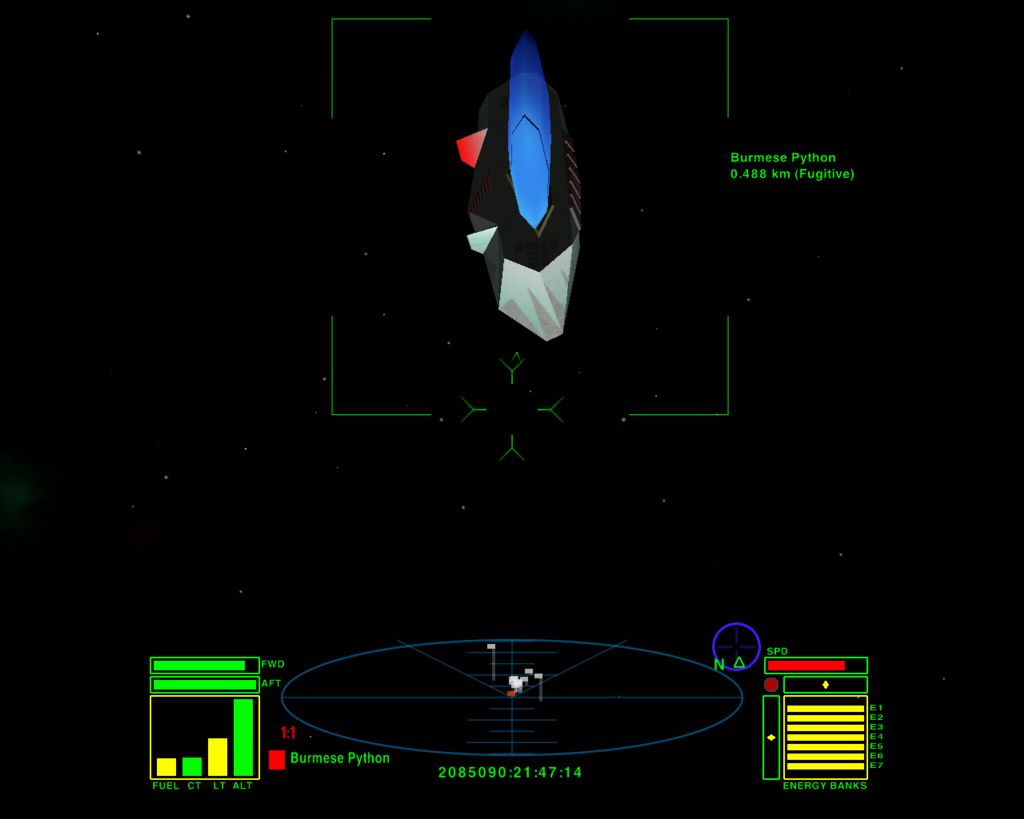 Burmese Python
0.488 km (Fugitive)
N
SPD
FWD
AFT
E1
E2
E3
E4
E5
E6
E7
1:1
Burmese Python
2085090:21:47:14
FUEL CT LT ALT
ENERGY BANKS